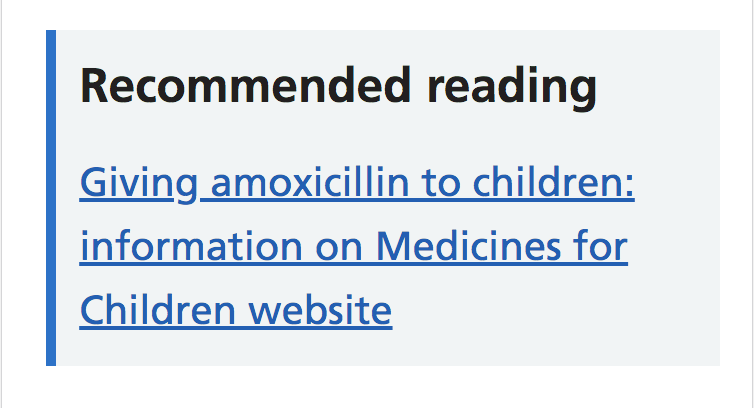 Recommended reading
Giving amoxicillin to children:
information on Medicines for
Children website